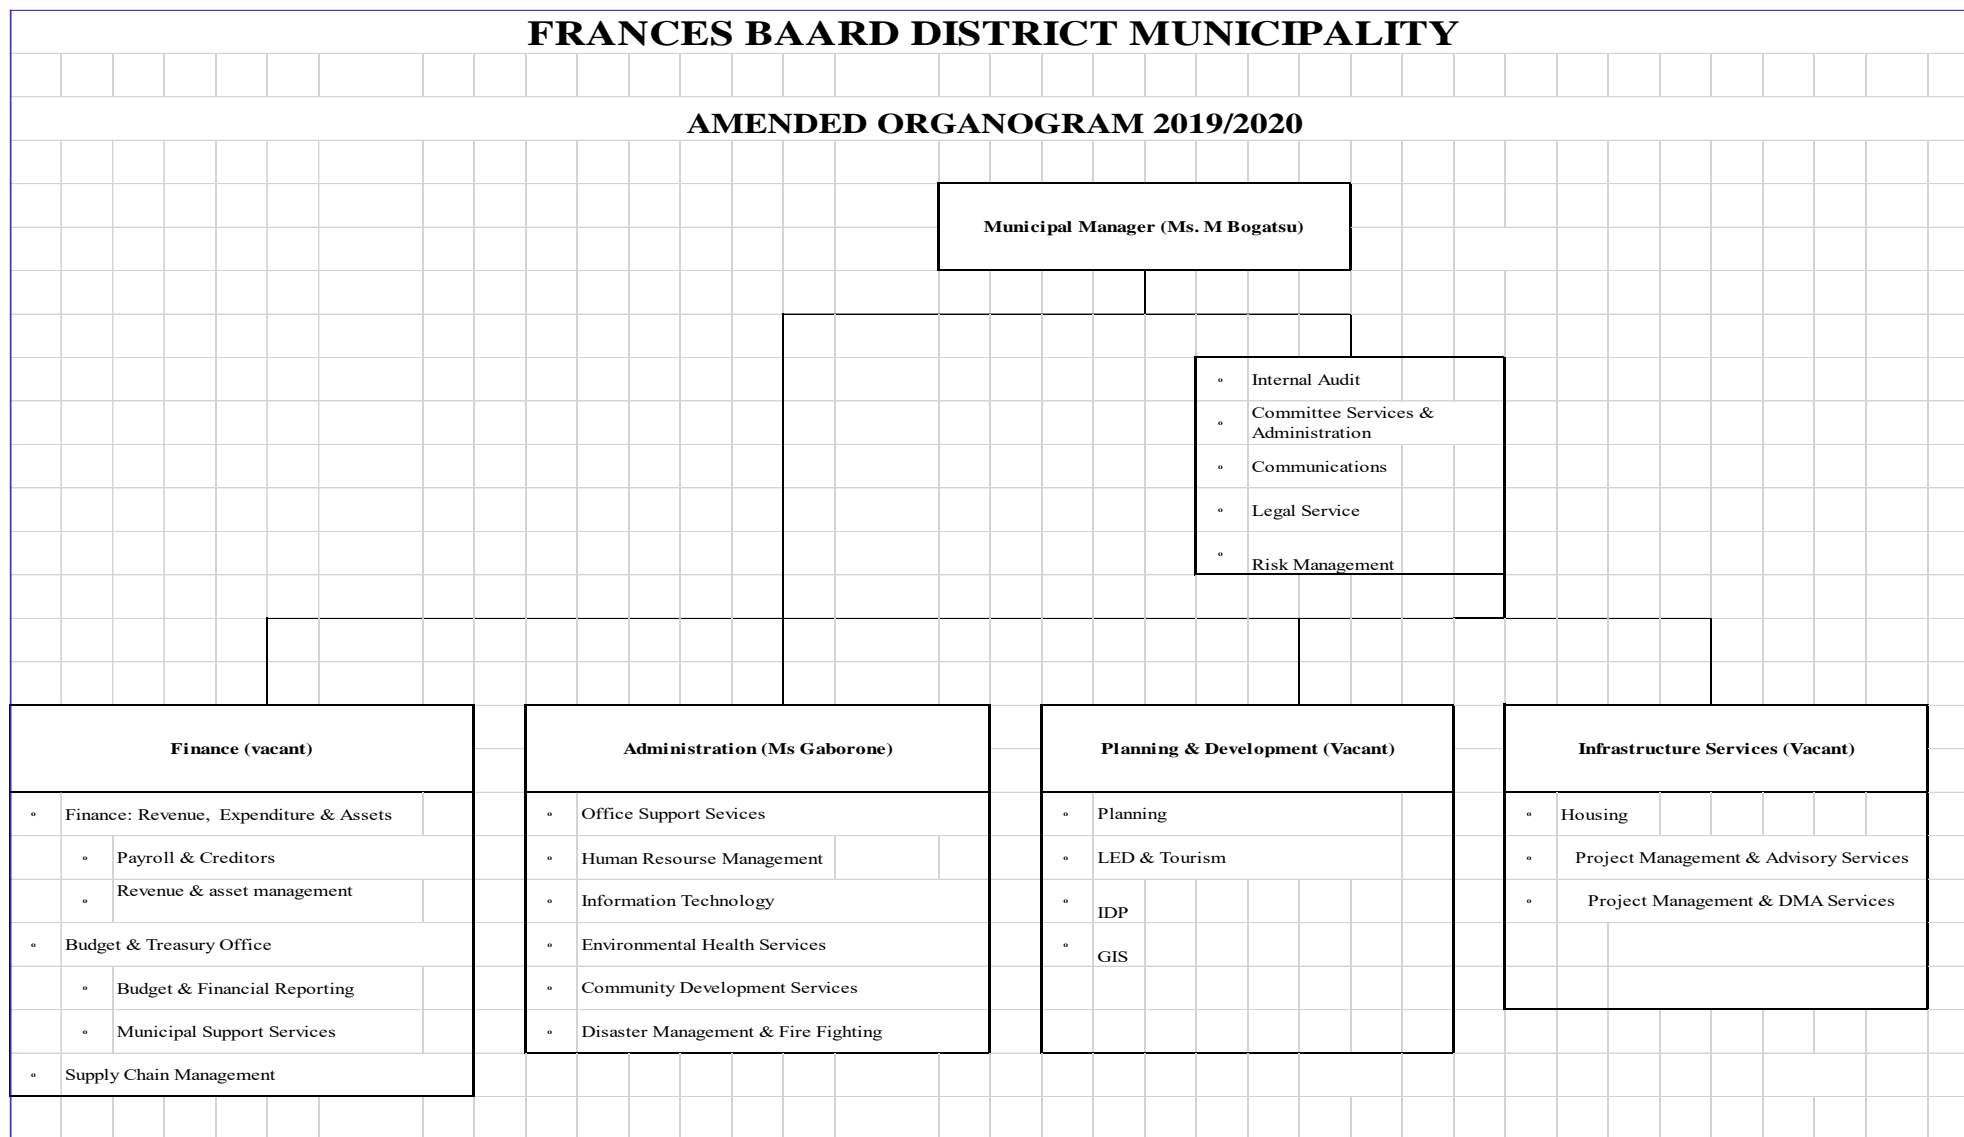 FRANCES BAARD DISTRICT MUNICIPALITY
AMENDED ORGANOGRAM 2019/2020
Municipal Manager (Ms. M Bogatsu)
Internal Audit
Committee Services &
Administration
Communications
Legal Service
Risk Management
Finance (vacant)
Finance: Revenue, Expenditure & Assets
Payroll & Creditors
Revenue & asset management
Budget & Treasury Office
Budget & Financial Reporting
Municipal Support Services
Supply Chain Management
Administration (Ms Gaborone)
Office Support Sevices
Human Resourse Management
Information Technology
Environmental Health Services
Community Development Services
Disaster Management & Fire Fighting
Planning & Development (Vacant)
Planning
LED & Tourism
IDP
GIS
Infrastructure Services (Vacant)
Housing
Project Management & Advisory Services
Project Management & DMA Services